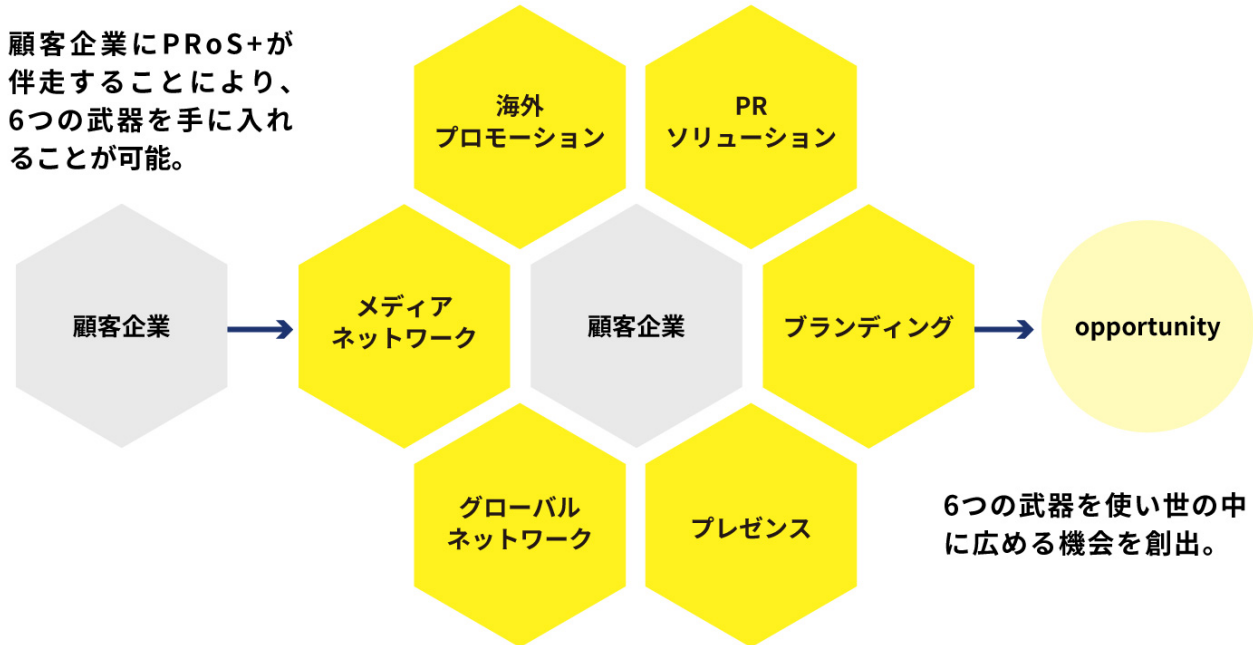 顧客企業にPRoS+が
伴走することにより、
6つの武器を手に入れ
ることが可能。
海外
プロモーション
PR
ソリューション
顧客企業
メディア
ネットワーク
顧客企業
ブランディング
opportunity
グローバル
ネットワーク
プレゼンス
6つの武器を使い世の中
に広める機会を創出。